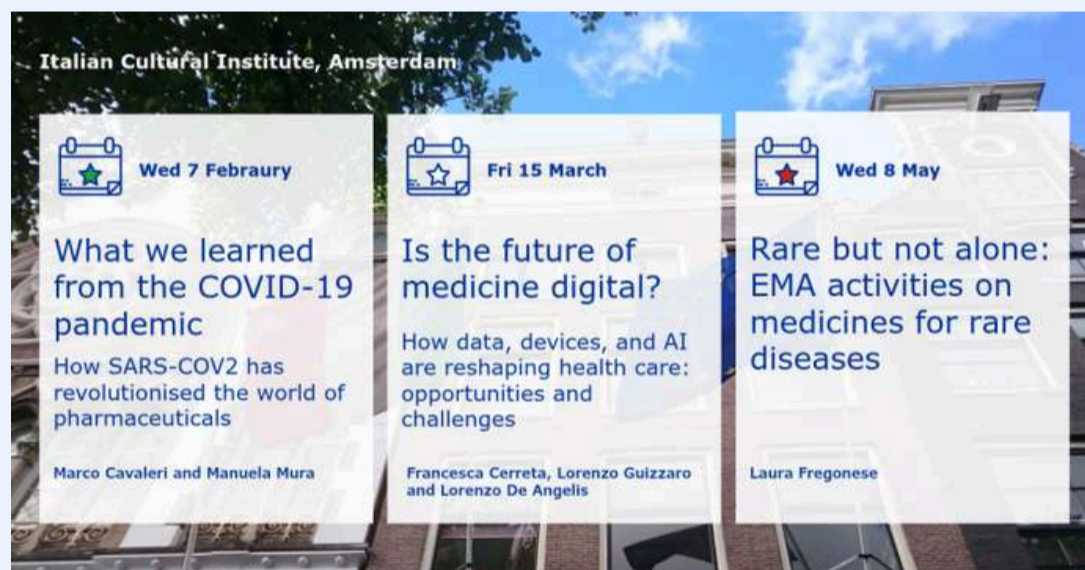 Italian Cultural Institute, Amsterdam
Wed 7 Febraury
What we learned
from the COVID-19
pandemic
How SARS-COV2 has
revolutionised the world of
pharmaceuticals
Marco Cavaleri and Manuela Mura
Fri 15 March
Is the future of
medicine digital?
How data, devices, and AI
are reshaping health care:
opportunities and
challenges
Francesca Cerreta, Lorenzo Guizzaro
and Lorenzo De Angelis
Wed 8 May
Rare but not alone:
EMA activities on
medicines for rare
diseases
Laura Fregonese